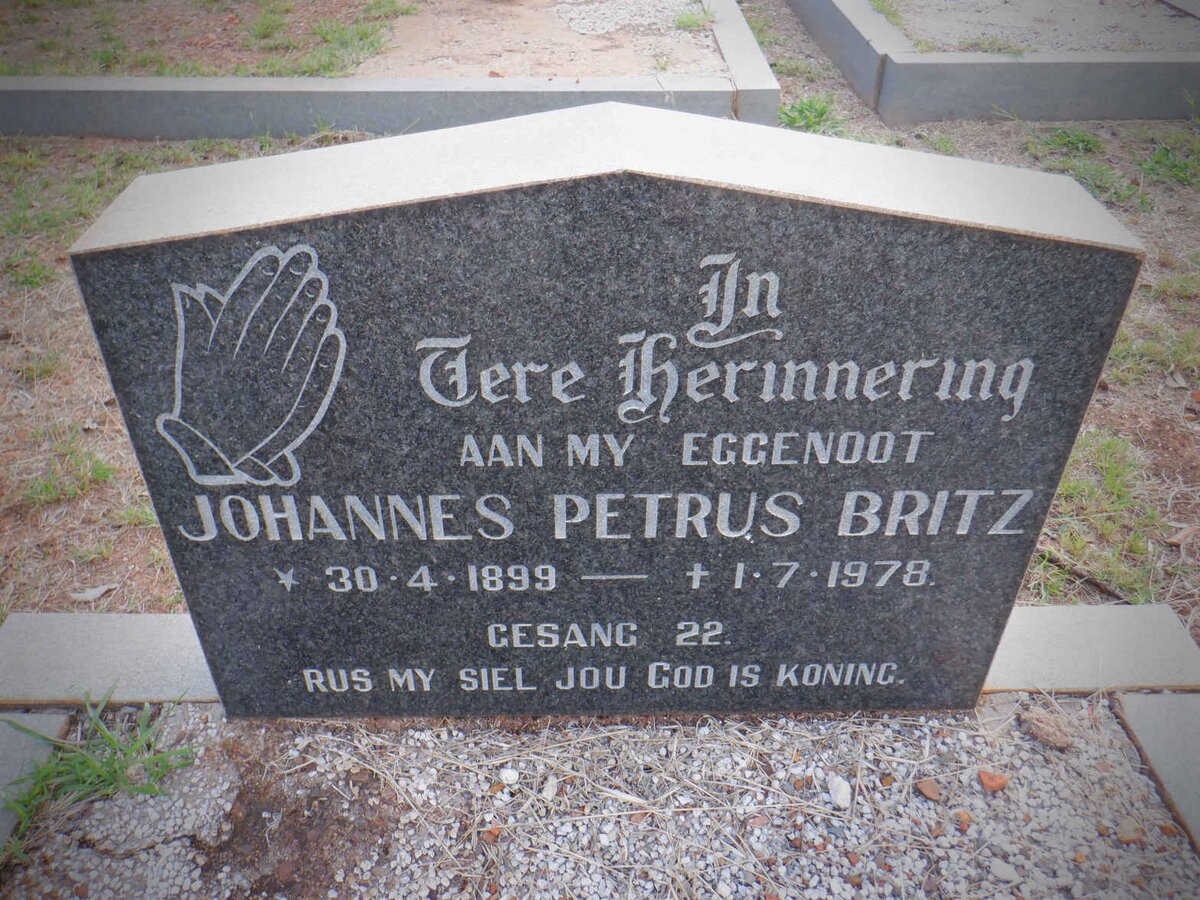 In
Tere Herinnering
AAN MY EGGENOOT
JOHANNES PETRUS BRITZ
★ 30·4·1899 — ✝ 1·7·1978.
GESANG 22.
RUS MY SIEL JOU GOD IS KONING.